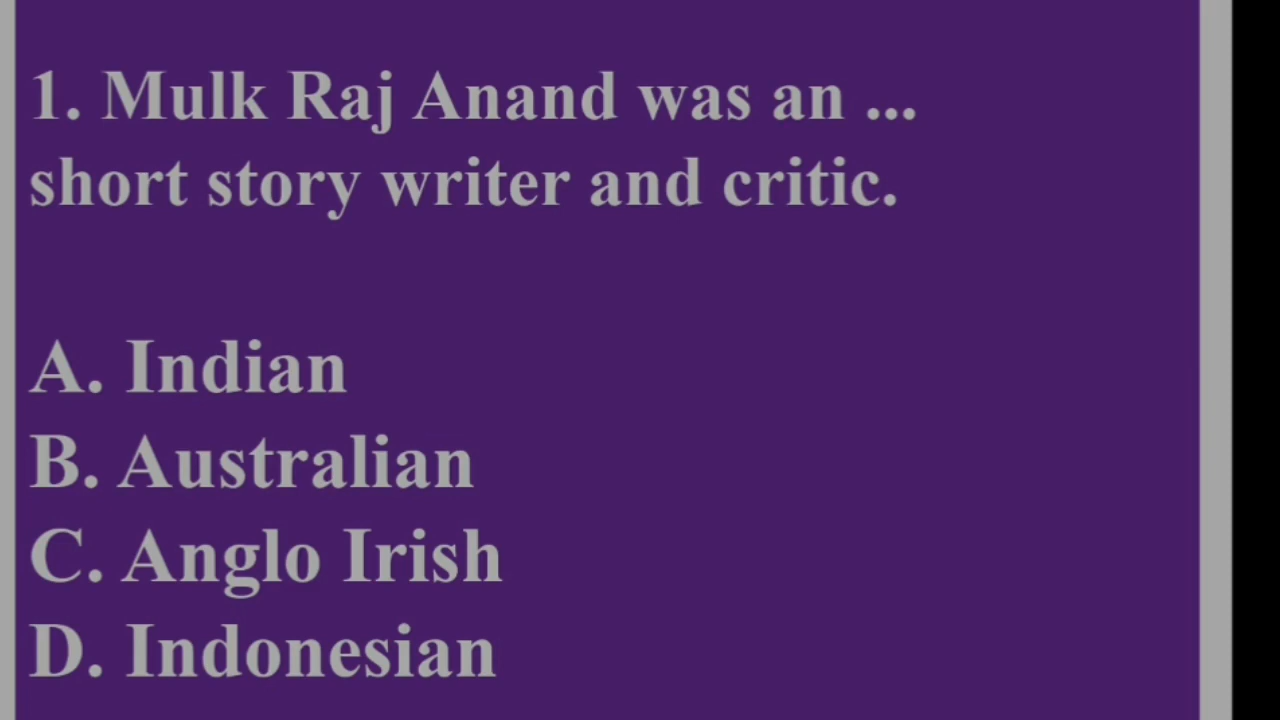 1. Mulk Raj Anand was an ...
short story writer and critic.
A. Indian
B. Australian
C. Anglo Irish
D. Indonesian